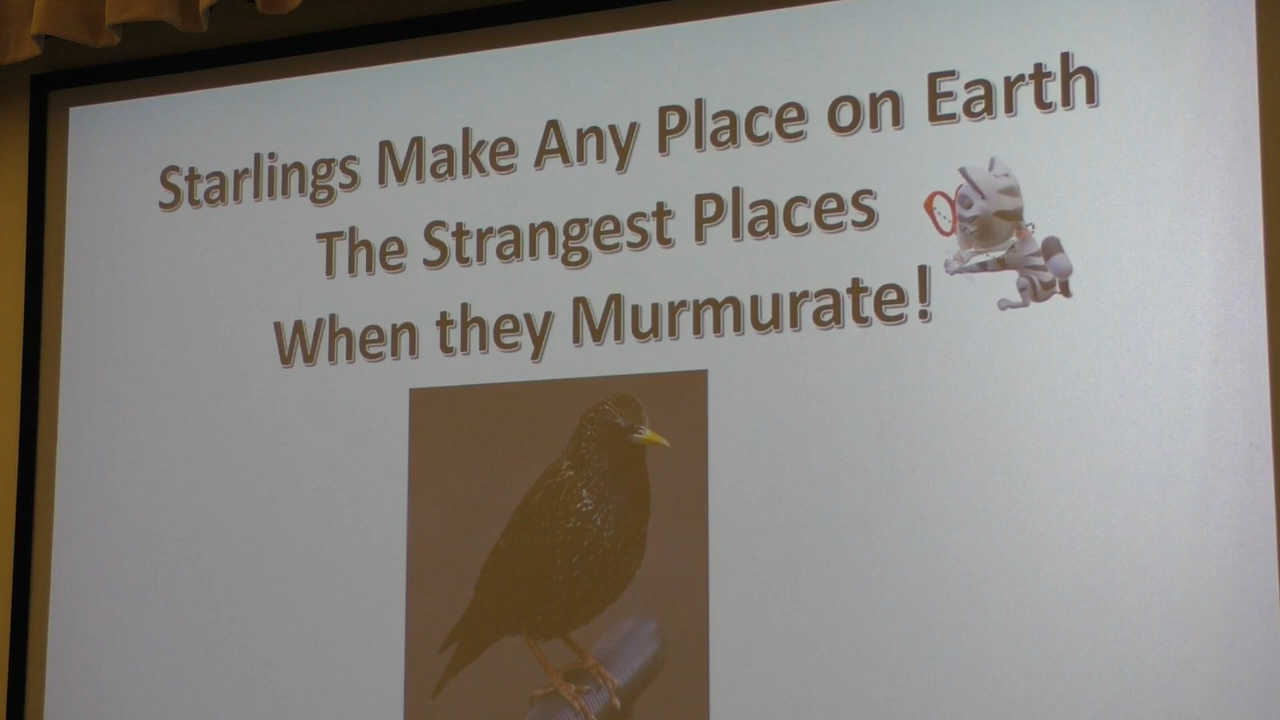 Starlings Make Any Place on Earth
The Strangest Places
When they Murmurate!